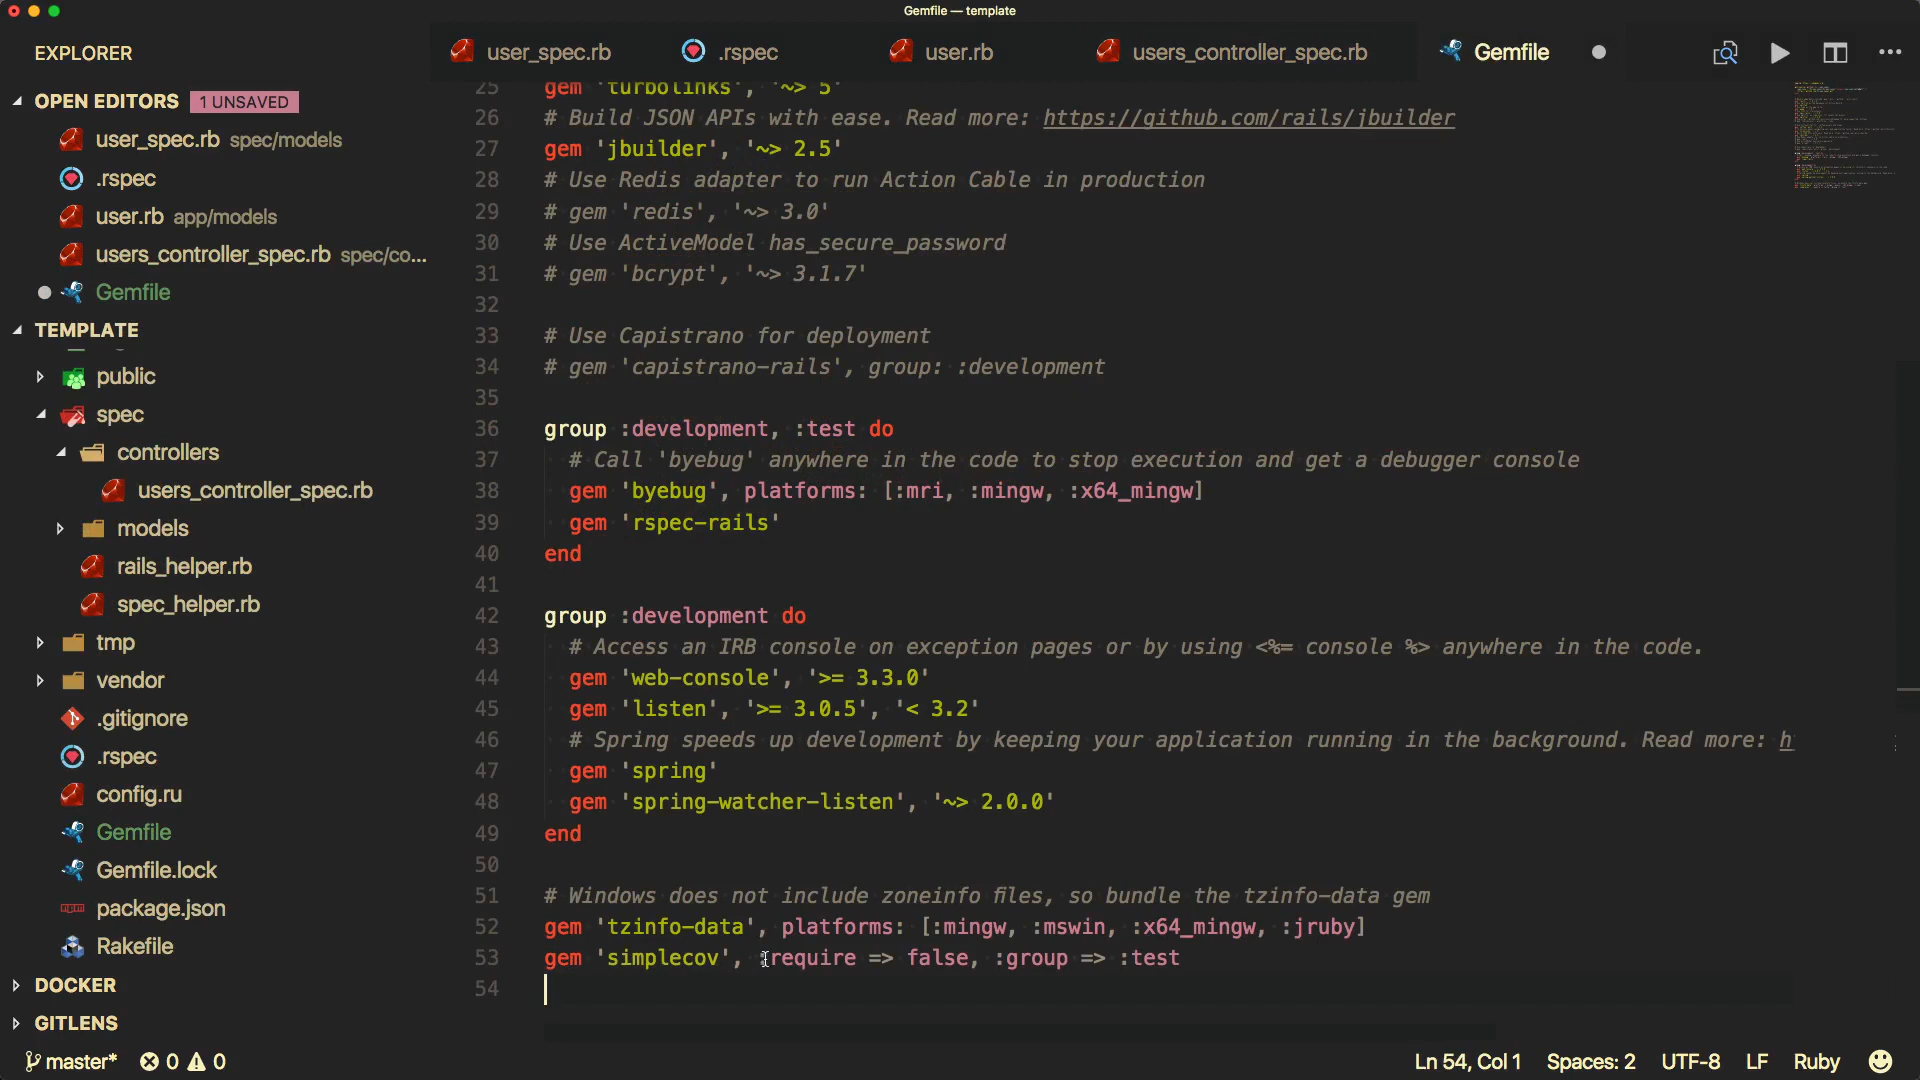 Gemfile — template
EXPLORER
user_spec.rb
.rspec
user.rb
users_controller_spec.rb
Gemfile
OPEN EDITORS 1 UNSAVED
user_spec.rb spec/models
.rspec
user.rb app/models
users_controller_spec.rb spec/co...
Gemfile
TEMPLATE
public
spec
controllers
users_controller_spec.rb
models
rails_helper.rb
spec_helper.rb
tmp
vendor
.gitignore
.rspec
config.ru
Gemfile
Gemfile.lock
package.json
Rakefile
DOCKER
GITLENS
25 gem 'turbolinks', '~> 5'
26 # Build JSON APIs with ease. Read more: https://github.com/rails/jbuilder
27 gem 'jbuilder', '~> 2.5'
28 # Use Redis adapter to run Action Cable in production
29 # gem 'redis', '~> 3.0'
30 # Use ActiveModel has_secure_password
31 # gem 'bcrypt', '~> 3.1.7'
32
33 # Use Capistrano for deployment
34 # gem 'capistrano-rails', group: :development
35
36 group :development, :test do
37 # Call 'byebug' anywhere in the code to stop execution and get a debugger console
38 gem 'byebug', platforms: [:mri, :mingw, :x64_mingw]
39 gem 'rspec-rails'
40 end
41
42 group :development do
43 # Access an IRB console on exception pages or by using <%= console %> anywhere in the code.
44 gem 'web-console', '>= 3.3.0'
45 gem 'listen', '>= 3.0.5', '< 3.2'
46 # Spring speeds up development by keeping your application running in the background. Read more: h
47 gem 'spring'
48 gem 'spring-watcher-listen', '~> 2.0.0'
49 end
50
51 # Windows does not include zoneinfo files, so bundle the tzinfo-data gem
52 gem 'tzinfo-data', platforms: [:mingw, :mswin, :x64_mingw, :jruby]
53 gem 'simplecov', :require => false, :group => :test
54
master* 0 0
Ln 54, Col 1 Spaces: 2 UTF-8 LF Ruby